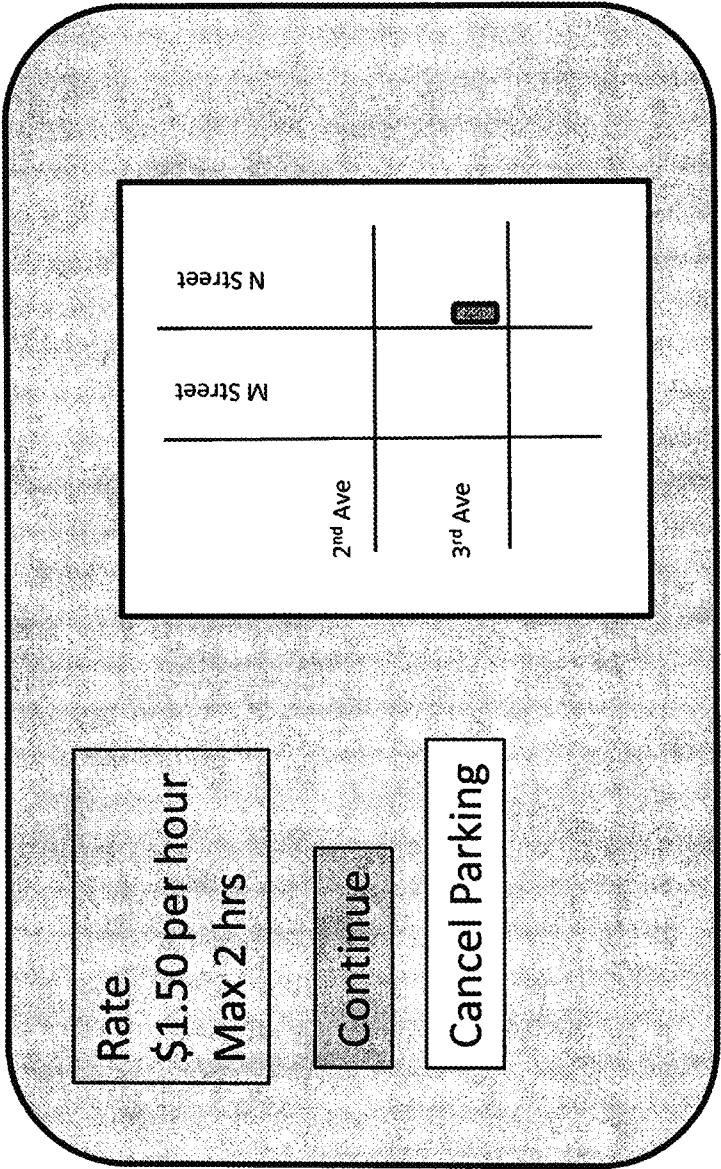 Rate
$1.50 per hour
Max 2 hrs
Continue
Cancel Parking
2nd Ave
3rd Ave
M Street
N Street